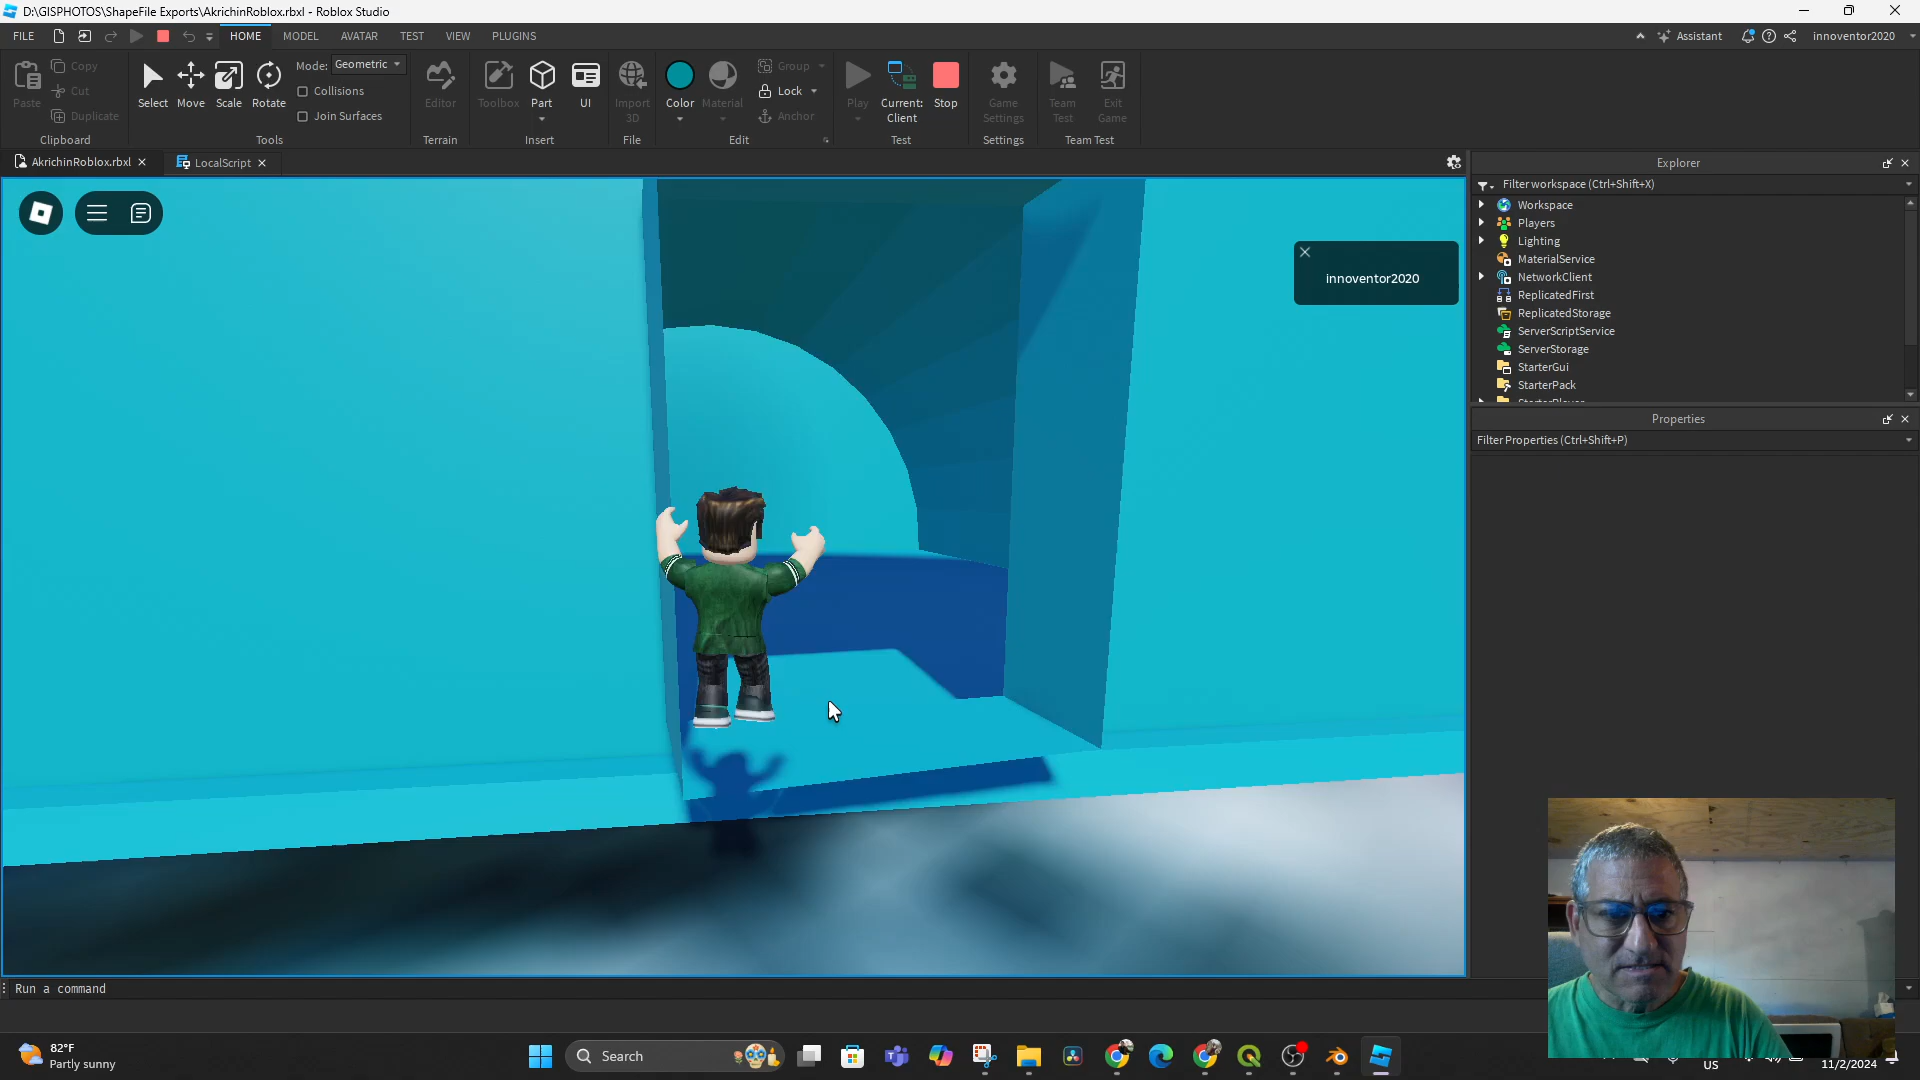 D:\GISPHOTOS\ShapeFile Exports\AkrichinRoblox.rbxl - Roblox Studio
FILE HOME MODEL AVATAR TEST VIEW PLUGINS Assistant innoventor2020
Paste Copy Cut Duplicate
Clipboard
Select Move Scale Rotate
Mode: Geometric
Collisions
Join Surfaces
Tools
Editor
Terrain
Toolbox Part UI
Insert
Import 3D
File
Color Material
Group
Lock
Anchor
Edit
Play
Current: Client
Stop
Test
Game Settings
Settings
Team Test
Exit Game
Team Test
AkrichinRoblox.rbxl
LocalScript
innoventor2020
Explorer
Filter workspace (Ctrl+Shift+X)
Workspace
Players
Lighting
MaterialService
NetworkClient
ReplicatedFirst
ReplicatedStorage
ServerScriptService
ServerStorage
StarterGui
StarterPack
Properties
Filter Properties (Ctrl+Shift+P)
Run a command
82°F
Partly sunny
Search
US
11/2/2024